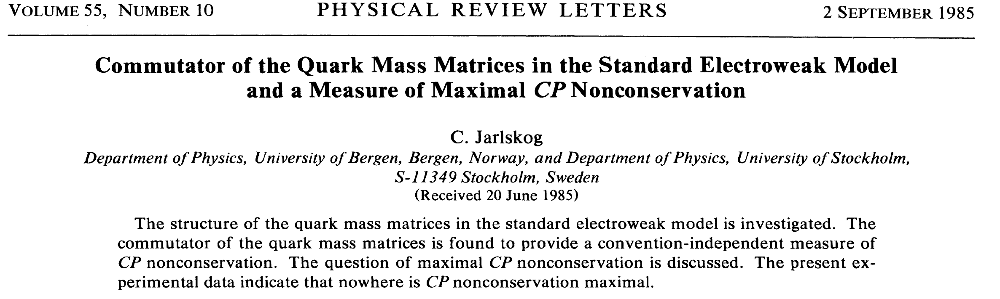 VOLUME 55, NUMBER 10 PHYSICAL REVIEW LETTERS 2 SEPTEMBER 1985
Commutator of the Quark Mass Matrices in the Standard Electroweak Model
and a Measure of Maximal CP Nonconservation
C. Jarlskog
Department of Physics, University of Bergen, Bergen, Norway, and Department of Physics, University of Stockholm,
S-11349 Stockholm, Sweden
(Received 20 June 1985)
The structure of the quark mass matrices in the standard electroweak model is investigated. The
commutator of the quark mass matrices is found to provide a convention-independent measure of
CP nonconservation. The question of maximal CP nonconservation is discussed. The present ex-
perimental data indicate that nowhere is CP nonconservation maximal.